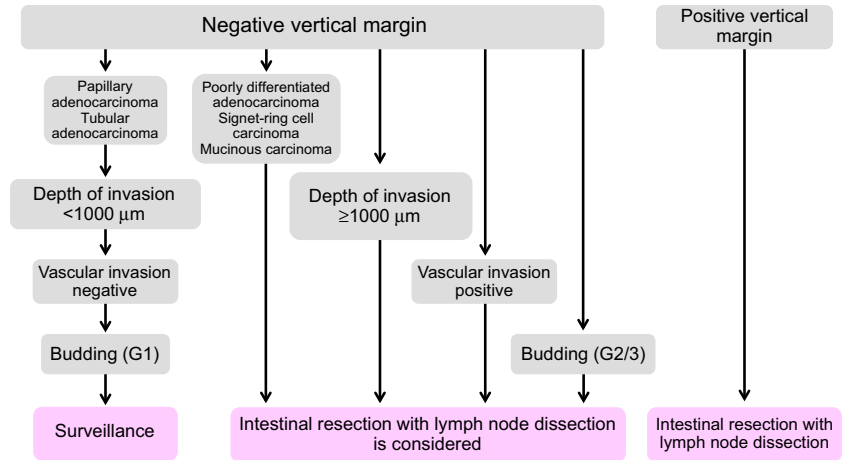 Negative vertical margin
Positive vertical
margin
Papillary
adenocarcinoma
Tubular
adenocarcinoma
Poorly differentiated
adenocarcinoma
Signet-ring cell
carcinoma
Mucinous carcinoma
Depth of invasion
<1000 μm
Depth of invasion
≥1000 μm
Vascular invasion
negative
Vascular invasion
positive
Budding (G1)
Budding (G2/3)
Surveillance
Intestinal resection with lymph node dissection
is considered
Intestinal resection with
lymph node dissection